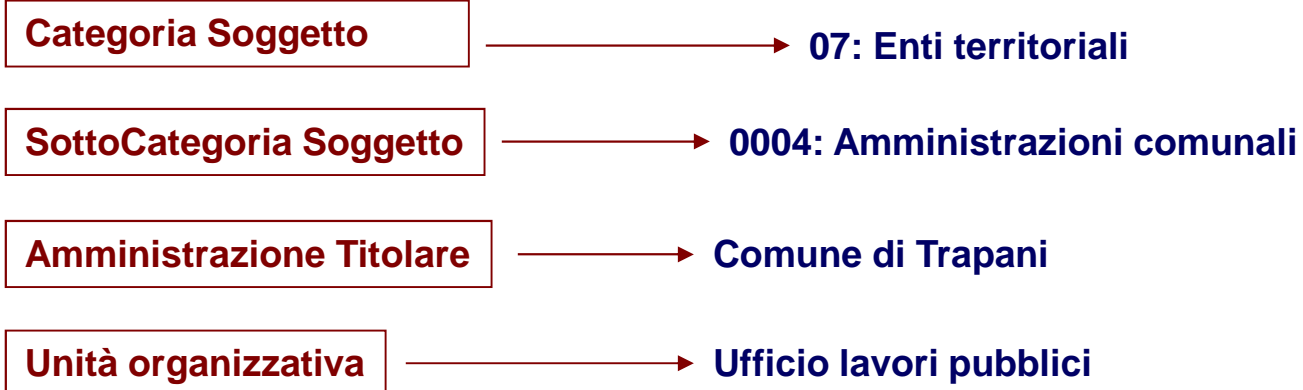 Categoria Soggetto 07: Enti territoriali
SottoCategoria Soggetto 0004: Amministrazioni comunali
Amministrazione Titolare Comune di Trapani
Unità organizzativa Ufficio lavori pubblici